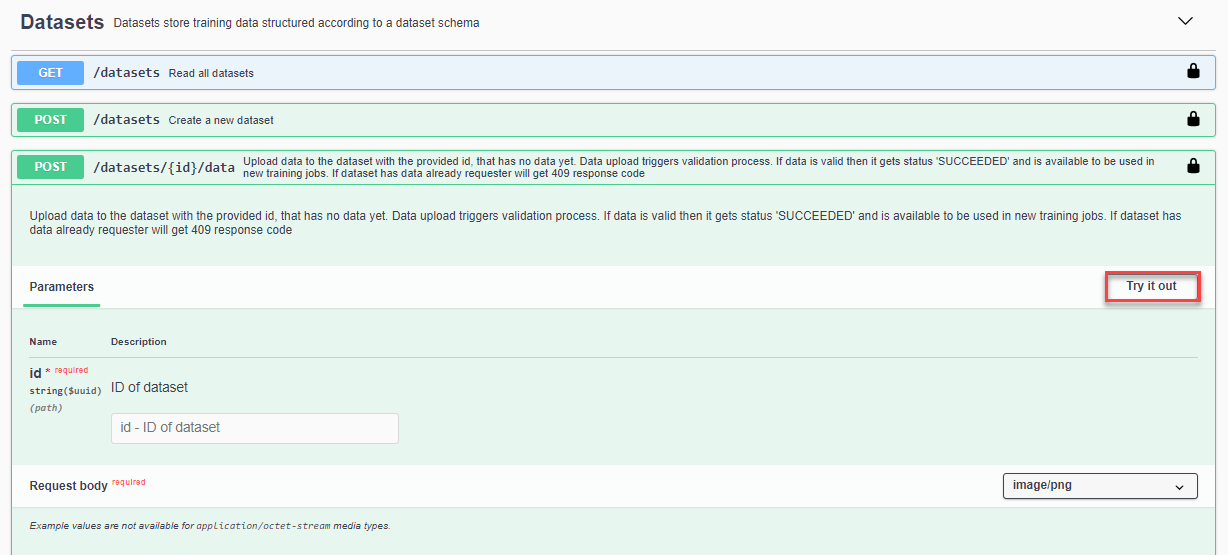 Datasets Datasets store training data structured according to a dataset schema
GET /datasets Read all datasets
POST /datasets Create a new dataset
POST /datasets/{id}/data Upload data to the dataset with the provided id, that has no data yet. Data upload triggers validation process. If data is valid then it gets status 'SUCCEEDED' and is available to be used in
new training jobs. If dataset has data already requester will get 409 response code
Upload data to the dataset with the provided id, that has no data yet. Data upload triggers validation process. If data is valid then it gets status 'SUCCEEDED' and is available to be used in new training jobs. If dataset has
data already requester will get 409 response code
Parameters Try it out
Name Description
id * required
string($uuid) ID of dataset
(path)
id - ID of dataset
Request body required image/png
Example values are not available for application/octet-stream media types.